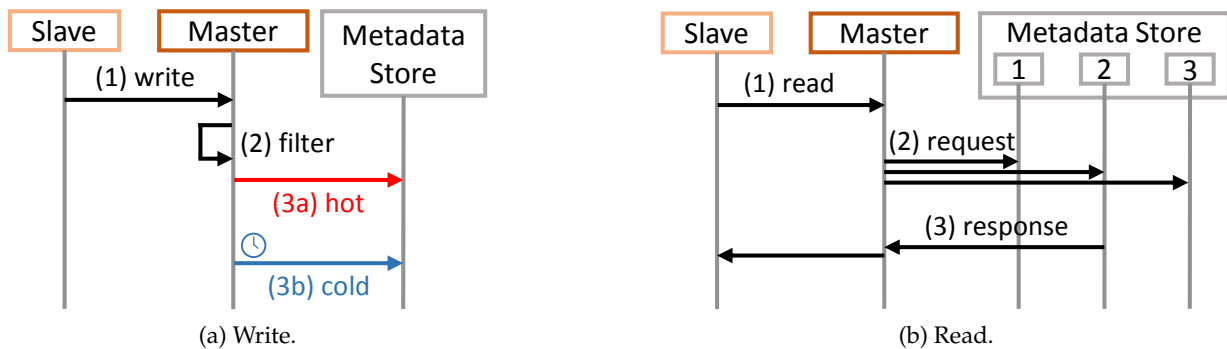 Slave
Master
Metadata
Store
(1) write
(2) filter
(3a) hot
(3b) cold
(a) Write.
Slave
Master
Metadata Store
1 2 3
(1) read
(2) request
(3) response
(b) Read.